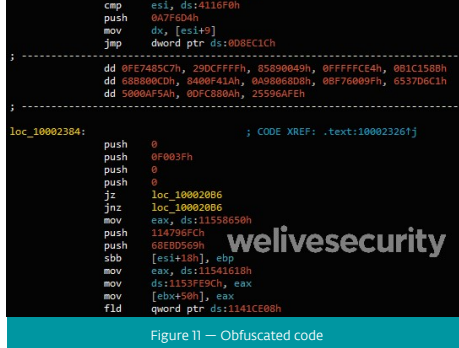 cmp esi, ds:4116F0h
push 0A7F6D4h
mov dx, [esi+9]
jmp dword ptr ds:0D8EC1Ch
; ---------------------------------------------------------------
dd 0FE7485C7h, 29DCFFFFh, 85890049h, 0FFFFFCE4h, 0B1C158Bh
dd 68B800CDh, 8400F41Ah, 0A98068D8h, 0BF76009Fh, 6537D6C1h
dd 5000AF5Ah, 0DFC880Ah, 25596AFEh
; ---------------------------------------------------------------
loc_10002384: ; CODE XREF: .text:10002326↑j
push 0
push 0F003Fh
push 0
push 0
jz loc_100020B6
jnz loc_100020B6
mov eax, ds:11558650h
push 114796FCh
push 68EBD569h
sbb [esi+18h], ebp
mov eax, ds:11541618h
mov ds:1153FE9Ch, eax
mov [ebx+50h], eax
fld qword ptr ds:1141CE08h
welivesecurity
Figure 11 — Obfuscated code